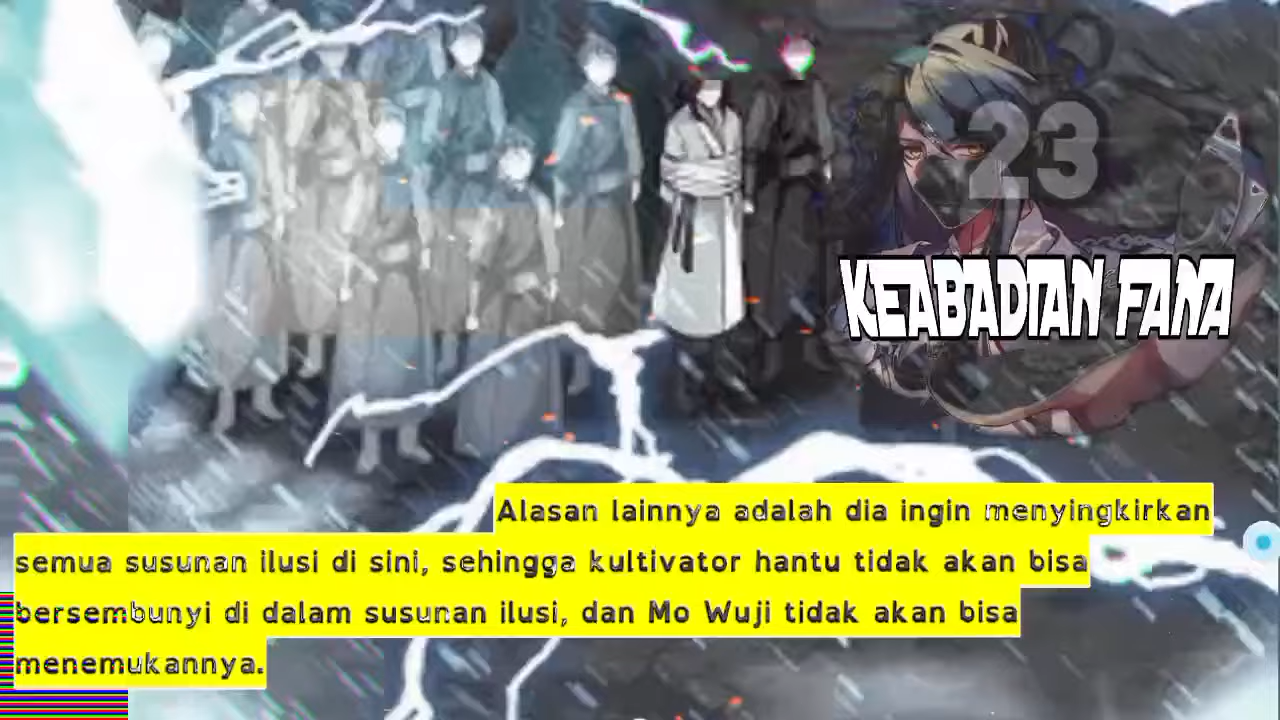 23
KEABADIAN FANA
Alasan lainnya adalah dia ingin menyingkirkan
semua susunan ilusi di sini, sehingga kultivator hantu tidak akan bisa
bersembunyi di dalam susunan ilusi, dan Mo Wuji tidak akan bisa
menemukannya.